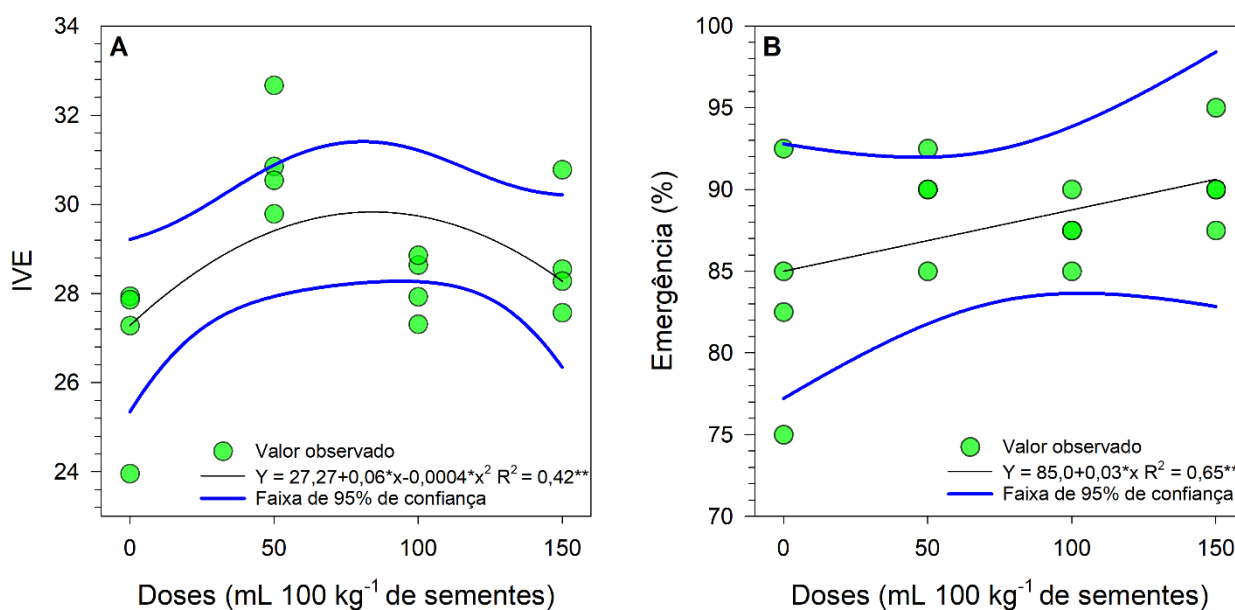 A
IVE
34
32
30
28
26
24
Valor observado
Y = 27,27+0,06*x-0,0004*x² R² = 0,42**
Faixa de 95% de confiança
0 50 100 150
Doses (mL 100 kg⁻¹ de sementes)
B
Emergência (%)
100
95
90
85
80
75
70
Valor observado
Y = 85,0+0,03*x R² = 0,65**
Faixa de 95% de confiança
0 50 100 150
Doses (mL 100 kg⁻¹ de sementes)